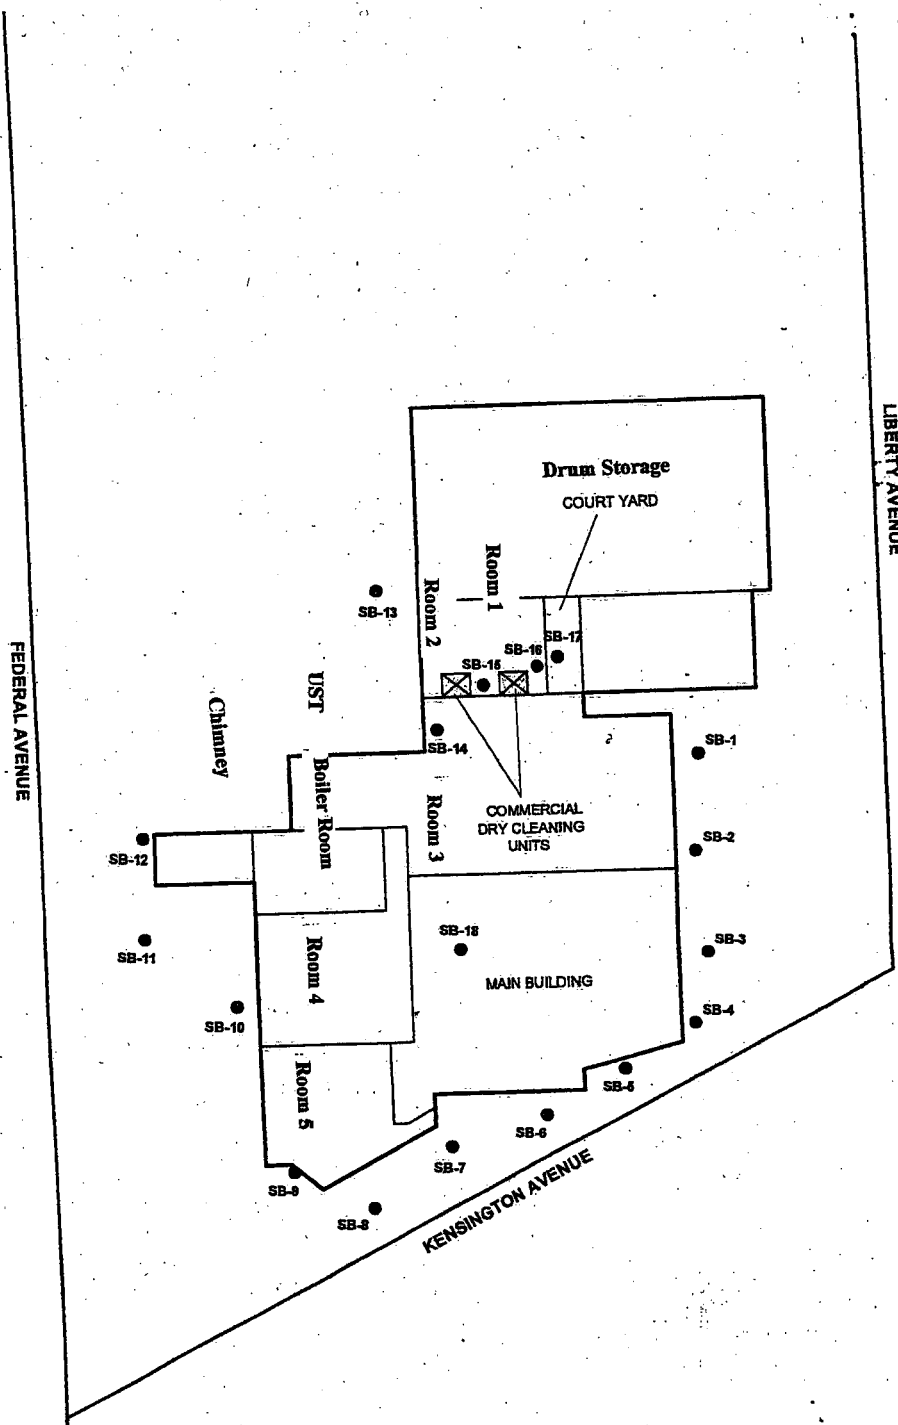 LIBERTY AVENUE
Drum Storage
COURT YARD
Room 1
Room 2
SB-13
SB-17
SB-16
SB-15
UST
Chimney
SB-14
SB-1
FEDERAL AVENUE
Boiler Room
Room 3
COMMERCIAL
DRY CLEANING
UNITS
SB-2
SB-12
SB-18
SB-3
SB-11
Room 4
MAIN BUILDING
SB-10
SB-4
Room 5
SB-5
SB-6
SB-7
SB-9
SB-8
KENSINGTON AVENUE